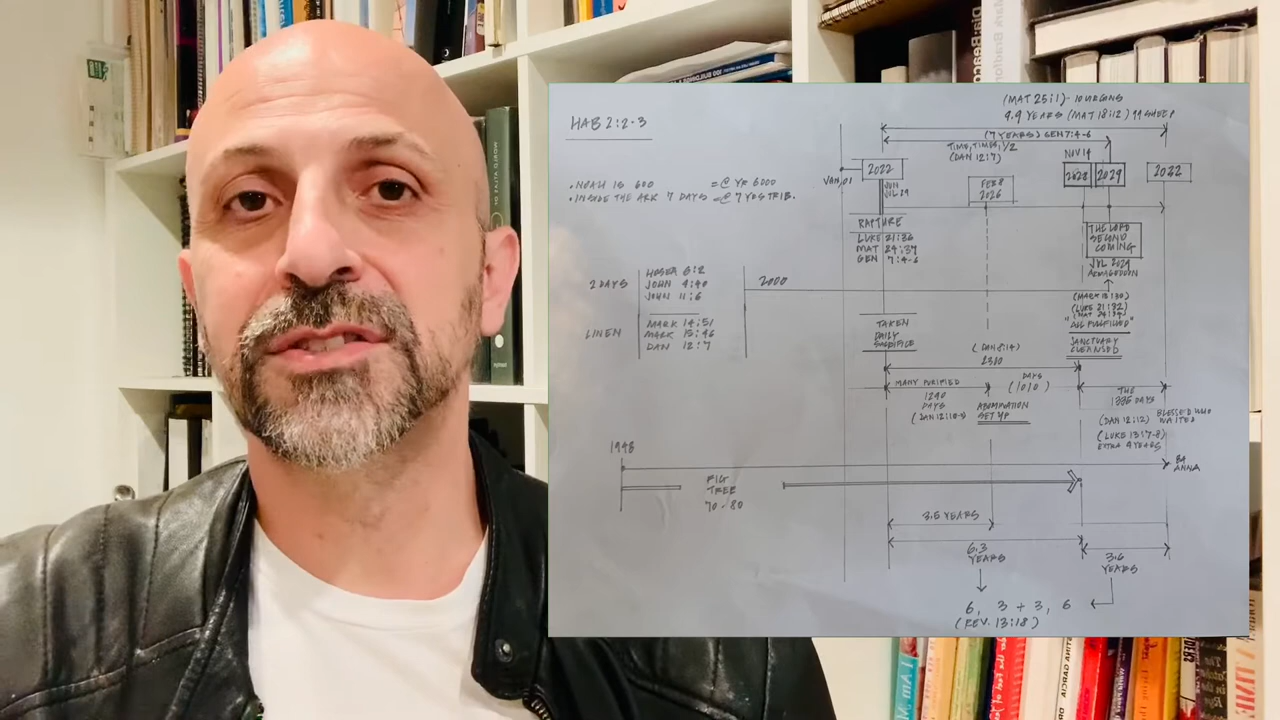 (MAT 25:1) - 10 VIRGINS
9.9 YEARS (MAT 18:12) 99 SHEEP
HAB 2:2-3
(7 YEARS) GEN 7:4-6
TIME, TIMES, 1/2
(DAN 12:7)
NOV 14
2022
2028
2029
2022
JAN 01
FEB 8
2026
• NOAH IS 600 = @ YR 6000
• INSIDE THE ARK 7 DAYS = @ 7 YRS TRIB.
RAPTURE
LUKE 21:36
MAT 24:37
GEN 7:4-6
THE LORD
SECOND
COMING
JUL 2029
ARMAGEDDON
2 DAYS
HOSEA 6:2
JOHN 4:40
JOHN 11:6
2000
LINEN
MARK 14:51
MARK 15:46
DAN 12:7
(MARK 13:30)
(LUKE 21:32)
(MAT 24:34)
"ALL FULFILLED"
TAKEN
DAILY
SACRIFICE
SANCTUARY
CLEANSED
(DAN 8:14)
2300
DAYS
MANY PURIFIED
1290
DAYS
(1010)
ABOMINATION
SET UP
THE
1335 DAYS
(DAN 12:12)
BLESSED WHO
WAITED
(LUKE 13:7-8)
EXTRA 4 YEARS
1948
84
ANNA
FIG
TREE
70 - 80
3.5 YEARS
6.3
YEARS
3.6
YEARS
6, 3 + 3, 6
(REV. 13:18)